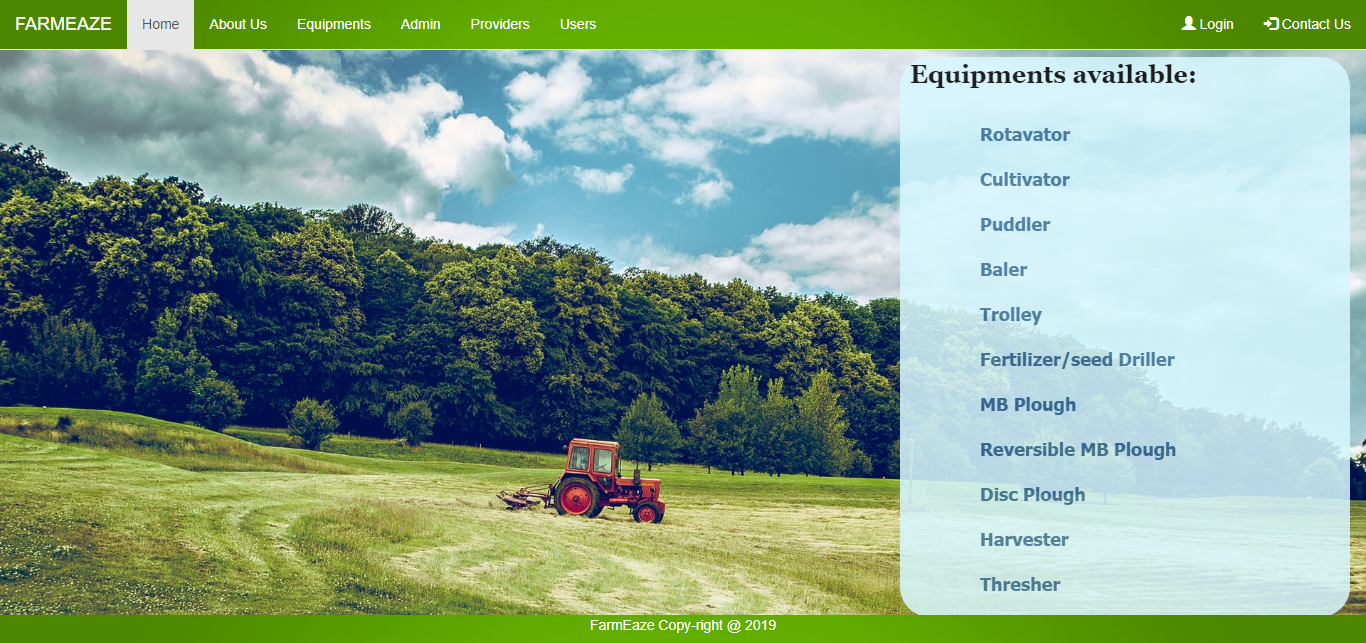 FARMEAZE Home About Us Equipments Admin Providers Users Login Contact Us
Equipments available:
Rotavator
Cultivator
Puddler
Baler
Trolley
Fertilizer/seed Driller
MB Plough
Reversible MB Plough
Disc Plough
Harvester
Thresher
FarmEaze Copy-right @ 2019